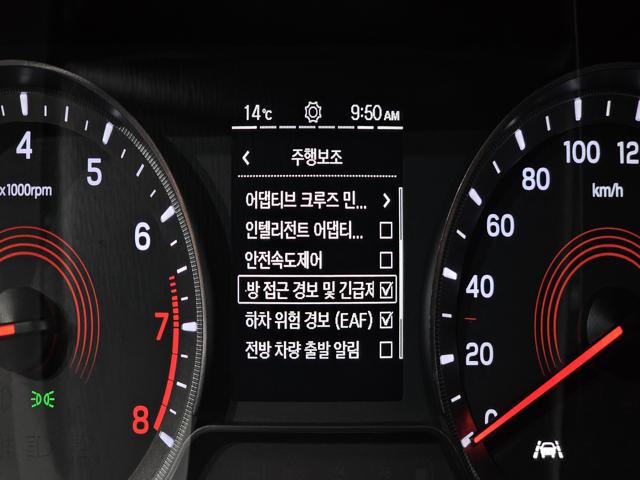 14℃ 9:50AM
주행보조
어댑티브 크루즈 민...
인텔리전트 어댑티...
안전속도제어
방 접근 경보 및 긴급제
하차 위험 경보 (EAF)
전방 차량 출발 알림
4
5
x1000rpm
6
7
8
100
80
km/h
60
40
20
0